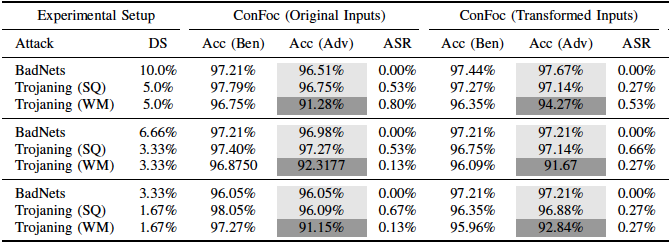 Experimental Setup ConFoc (Original Inputs) ConFoc (Transformed Inputs)
Attack DS Acc (Ben) Acc (Adv) ASR Acc (Ben) Acc (Adv) ASR
BadNets 10.0% 97.21% 96.51% 0.00% 97.44% 97.67% 0.00%
Trojaning (SQ) 5.0% 97.79% 96.75% 0.53% 97.27% 97.14% 0.27%
Trojaning (WM) 5.0% 96.75% 91.28% 0.80% 96.35% 94.27% 0.53%
BadNets 6.66% 97.21% 96.98% 0.00% 97.21% 97.21% 0.00%
Trojaning (SQ) 3.33% 97.40% 97.27% 0.53% 96.75% 97.14% 0.66%
Trojaning (WM) 3.33% 96.8750 92.3177 0.13% 96.09% 91.67 0.27%
BadNets 3.33% 96.05% 96.05% 0.00% 97.21% 97.21% 0.00%
Trojaning (SQ) 1.67% 98.05% 96.09% 0.67% 96.35% 96.88% 0.27%
Trojaning (WM) 1.67% 97.27% 91.15% 0.13% 95.96% 92.84% 0.27%